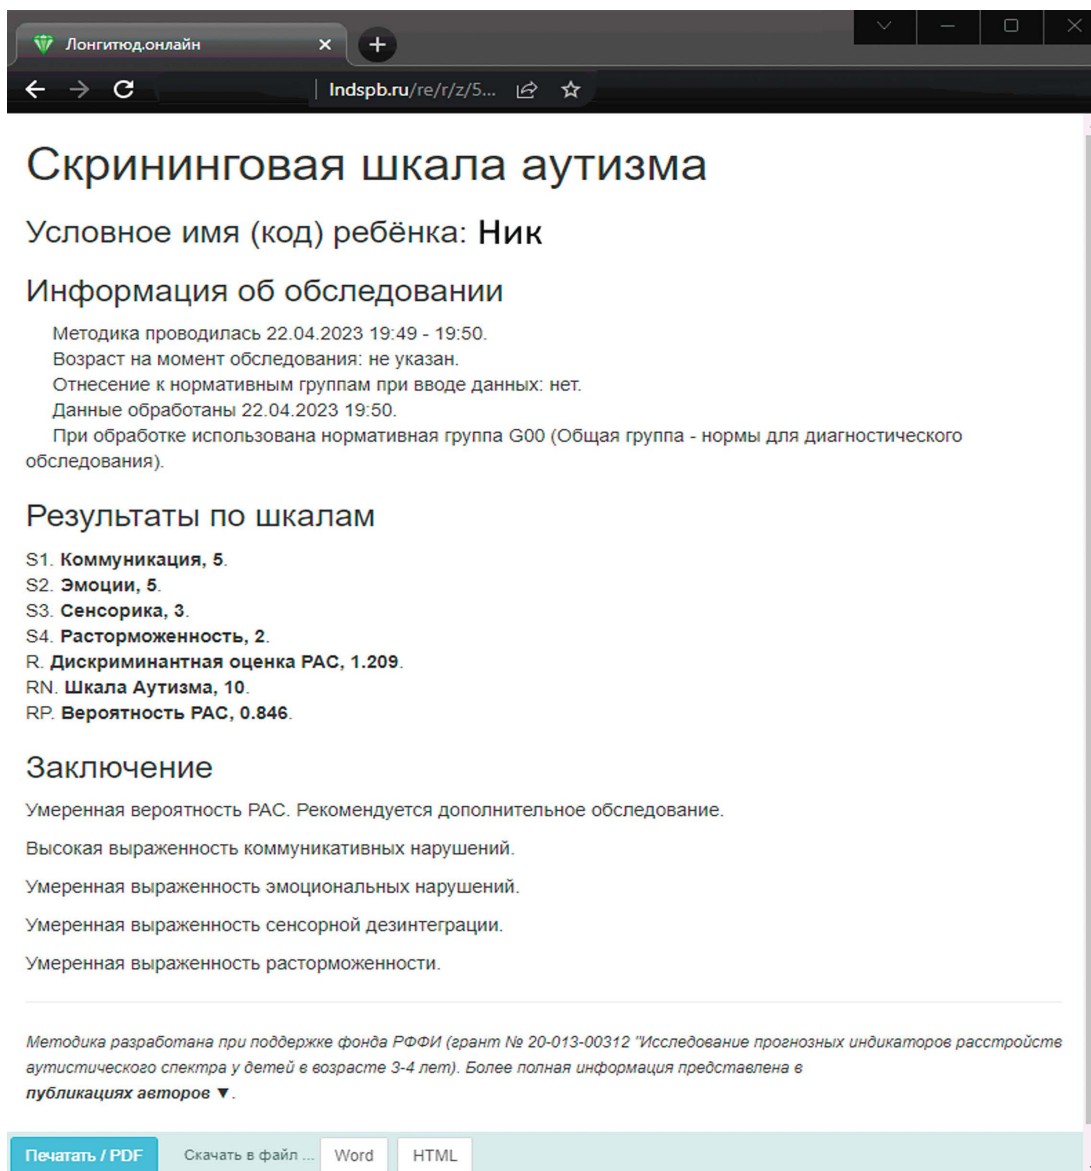 Лонгитюд.онлайн
lndspb.ru/re/r/z/5...
Скрининговая шкала аутизма
Условное имя (код) ребёнка: Ник
Информация об обследовании
Методика проводилась 22.04.2023 19:49 - 19:50.
Возраст на момент обследования: не указан.
Отнесение к нормативным группам при вводе данных: нет.
Данные обработаны 22.04.2023 19:50.
При обработке использована нормативная группа G00 (Общая группа - нормы для диагностического
обследования).
Результаты по шкалам
S1. Коммуникация, 5.
S2. Эмоции, 5.
S3. Сенсорика, 3.
S4. Расторможенность, 2.
R. Дискриминантная оценка РАС, 1.209.
RN. Шкала Аутизма, 10.
RP. Вероятность РАС, 0.846.
Заключение
Умеренная вероятность РАС. Рекомендуется дополнительное обследование.
Высокая выраженность коммуникативных нарушений.
Умеренная выраженность эмоциональных нарушений.
Умеренная выраженность сенсорной дезинтеграции.
Умеренная выраженность расторможенности.
Методика разработана при поддержке фонда РФФИ (грант № 20-013-00312 "Исследование прогнозных индикаторов расстройств
аутистического спектра у детей в возрасте 3-4 лет). Более полная информация представлена в
публикациях авторов ▼.
Печатать / PDF Скачать в файл ... Word HTML